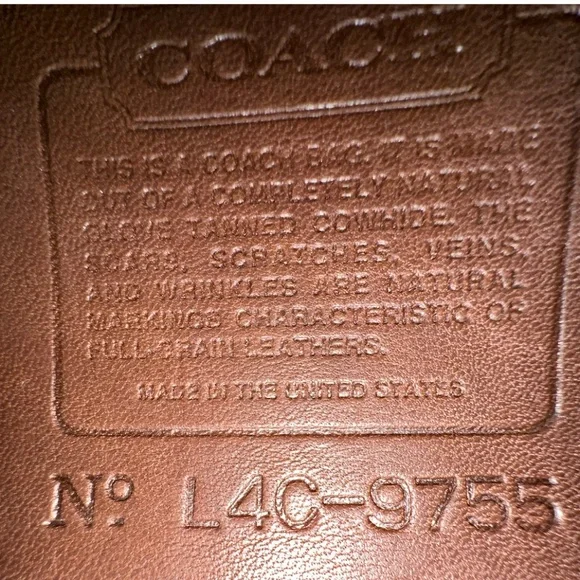 COACH
THIS IS A COACH BAG. IT IS MADE
OUT OF A COMPLETELY NATURAL
GLOVE TANNED COWHIDE. THE
SCARS, SCRATCHES, VEINS,
AND WRINKLES ARE NATURAL
MARKINGS CHARACTERISTIC OF
FULL-GRAIN LEATHERS.
MADE IN THE UNITED STATES
Nº L4C-9755